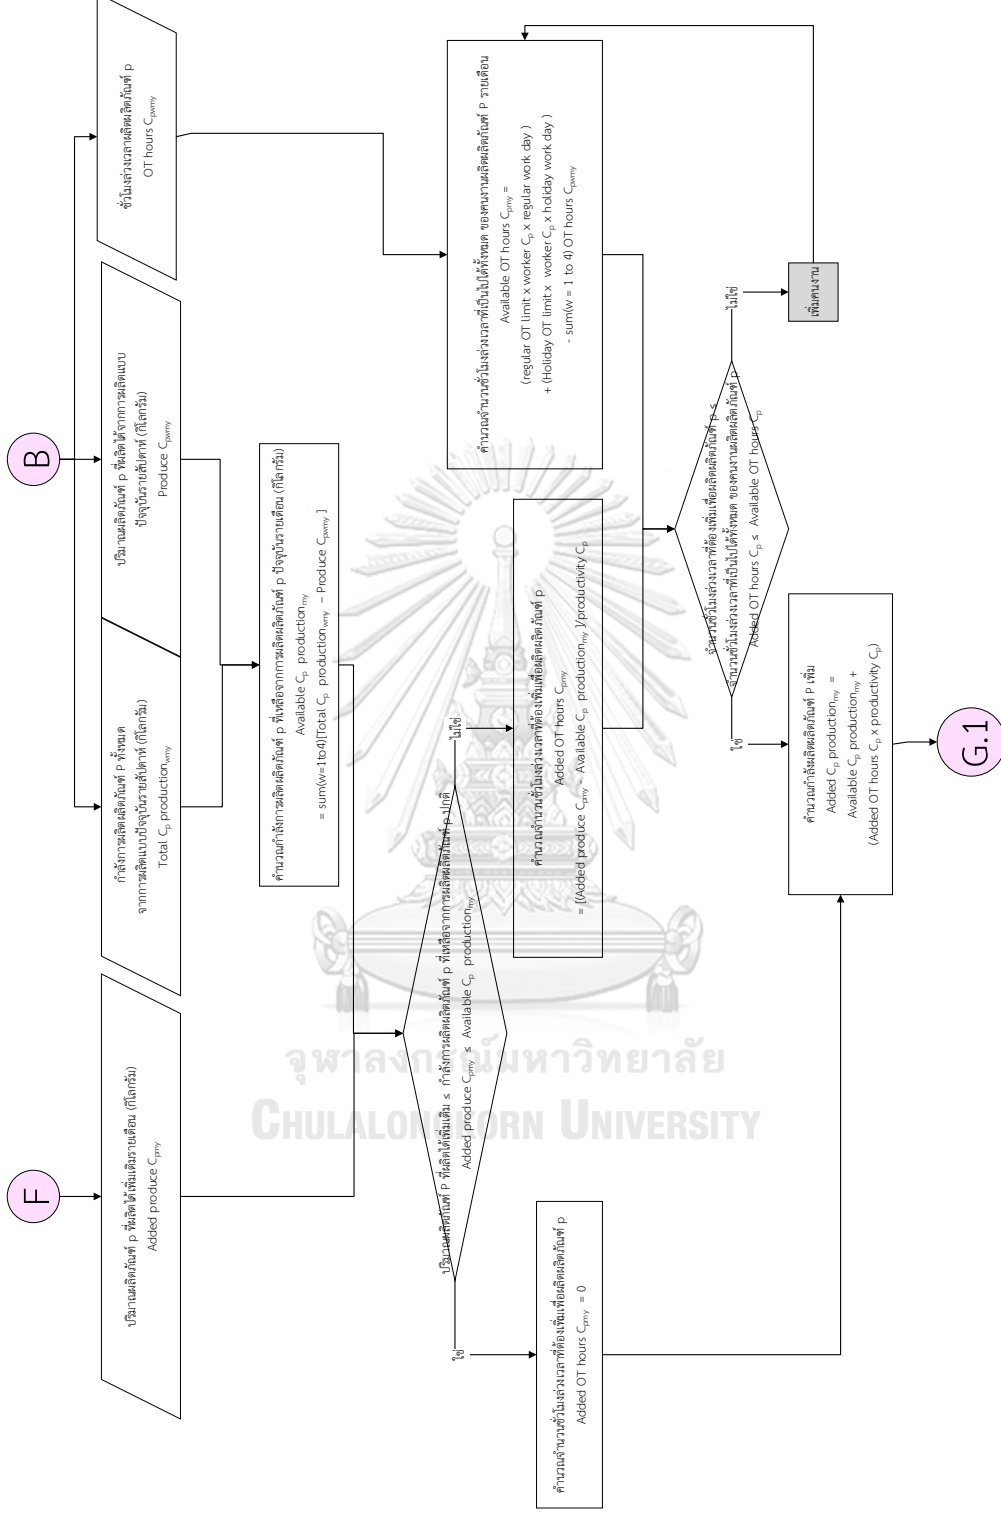 F
B
ปริมาณผลิตภัณฑ์ p ที่ผลิตได้เพิ่มเติมรายเดือน (กิโลกรัม)
Added produce Cpmy
กำลังการผลิตผลิตภัณฑ์ P ทั้งหมด
จากการผลิตแบบปัจจุบันรายสัปดาห์ (กิโลกรัม)
Total Cp production wmy
ปริมาณผลิตภัณฑ์ p ที่ผลิตได้จากการผลิตแบบ
ปัจจุบันรายสัปดาห์ (กิโลกรัม)
Produce Cpwmy
ชั่วโมงล่วงเวลาผลิตผลิตภัณฑ์ p
OT hours Cpwmy
คำนวณกำลังการผลิตผลิตภัณฑ์ p ที่เหลือจากการผลิตผลิตภัณฑ์ p ปัจจุบันรายเดือน (กิโลกรัม)
Available Cp production my
= sum(w=1to4)[Total Cp production wmy – Produce Cpwmy ]
คำนวณจำนวนชั่วโมงล่วงเวลาที่เป็นไปได้ทั้งหมด ของคนงานผลิตผลิตภัณฑ์ P รายเดือน
Available OT hours Cpmy =
(regular OT limit x worker Cp x regular work day )
+ (Holiday OT limit x worker Cp x holiday work day )
- sum(w = 1 to 4) OT hours Cpwmy
ปริมาณผลิตภัณฑ์ P ที่ผลิตได้เพิ่มเติม ≤ กำลังการผลิตผลิตภัณฑ์ p ที่เหลือจากการผลิตผลิตภัณฑ์ p ปกติ
Added produce Cpmy ≤ Available Cp production my
ใช่
ไม่ใช่
คำนวณจำนวนชั่วโมงล่วงเวลาที่ต้องเพิ่มเพื่อผลิตผลิตภัณฑ์ p
Added OT hours Cpmy = 0
คำนวณจำนวนชั่วโมงล่วงเวลาที่ต้องเพิ่มเพื่อผลิตผลิตภัณฑ์ p
Added OT hours Cpmy
= [(Added produce Cpmy - Available Cp production my ]/productivity Cp
จำนวนชั่วโมงล่วงเวลาที่ต้องเพิ่มเพื่อผลิตผลิตภัณฑ์ p ≤
จำนวนชั่วโมงล่วงเวลาที่เป็นไปได้ทั้งหมด ของคนงานผลิตผลิตภัณฑ์ p
Added OT hours Cp ≤ Available OT hours Cp
ใช่
ไม่ใช่
เพิ่มคนงาน
คำนวณกำลังผลิตผลิตภัณฑ์ P เพิ่ม
Added Cp production my =
Available Cp production my +
(Added OT hours Cp x productivity Cp)
G.1
จุฬาลงกรณ์มหาวิทยาลัย
CHULALONGKORN UNIVERSITY